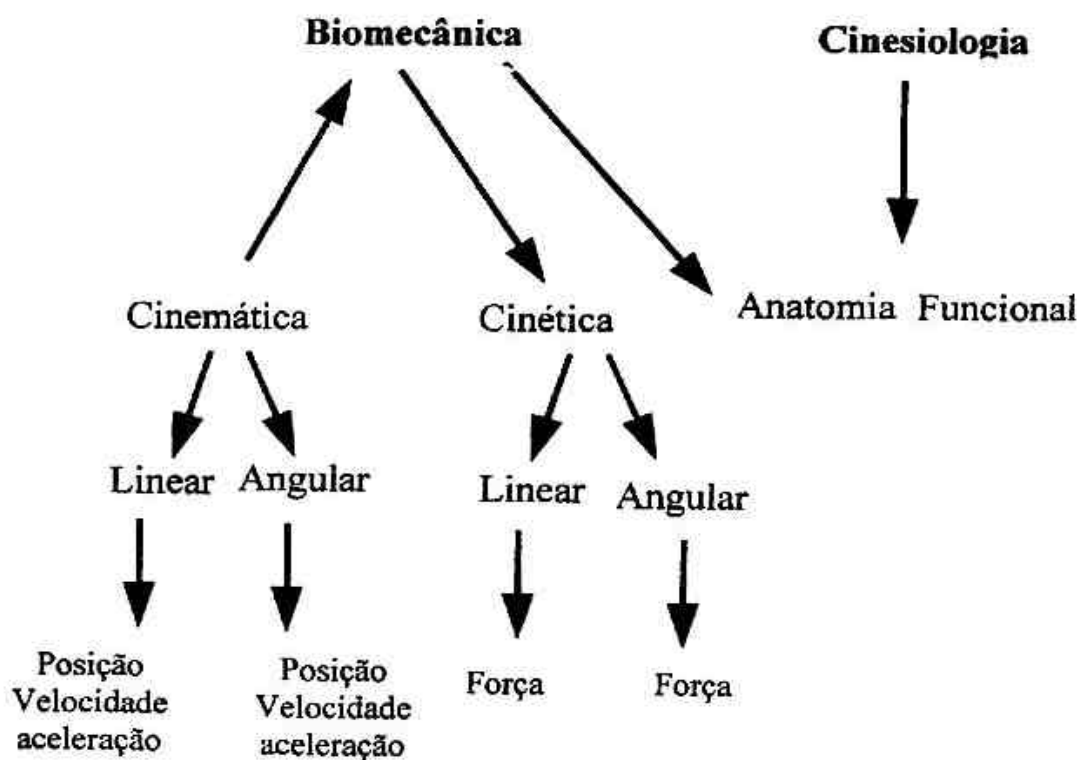 Biomecânica
Cinesiologia
Cinemática
Cinética
Anatomia Funcional
Linear
Angular
Linear
Angular
Posição
Velocidade
aceleração
Posição
Velocidade
aceleração
Força
Força